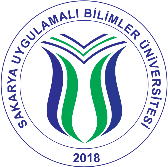 SAKARYA UYGULAMALI BİLİMLER ÜNİVERSİTESİ
2018